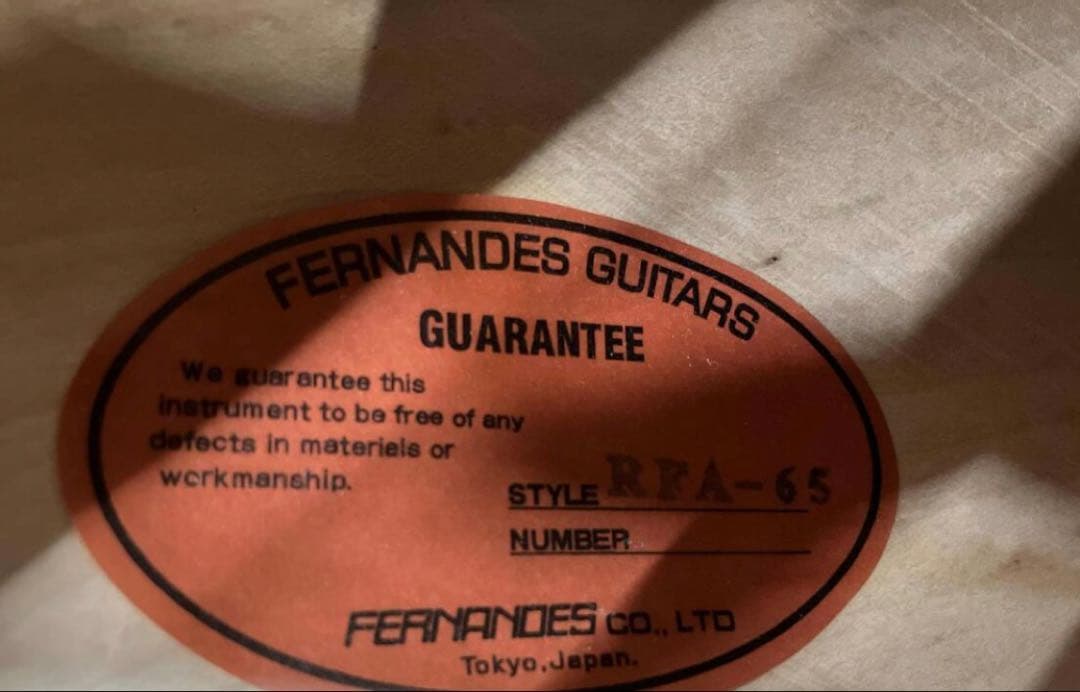 FERNANDES GUITARS
GUARANTEE
We guarantee this
instrument to be free of any
defects in materiels or
workmanship.
STYLE RFA-65
NUMBER
FERNANDES CO., LTD
Tokyo,Japan.